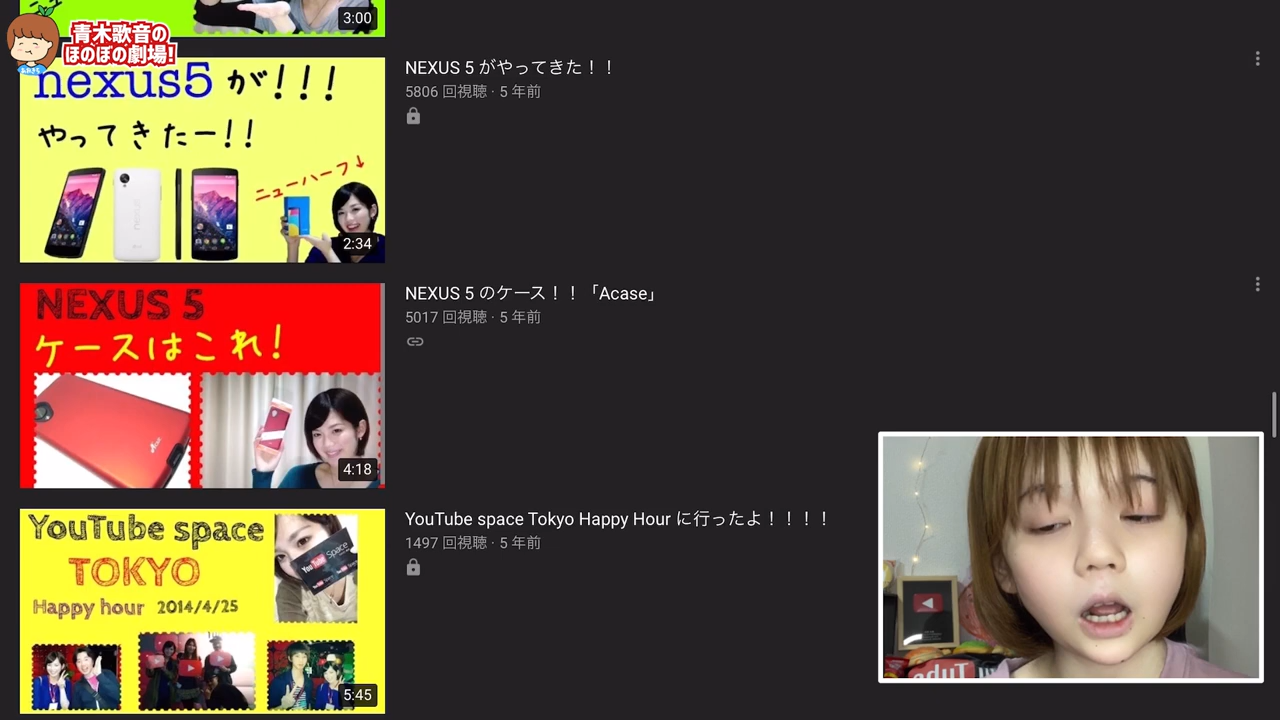 3:00
青木歌音の
ほのぼの劇場!
nexus5 が!!!
やってきたー!!
ニューハーフ↓
2:34
NEXUS 5 がやってきた！！
5806 回視聴 · 5 年前
NEXUS 5
ケースはこれ!
4:18
NEXUS 5 のケース！！「Acase」
5017 回視聴 · 5 年前
YouTube space
TOKYO
Happy hour 2014/4/25
YouTube Space
5:45
YouTube space Tokyo Happy Hour に行ったよ！！！！
1497 回視聴 · 5 年前